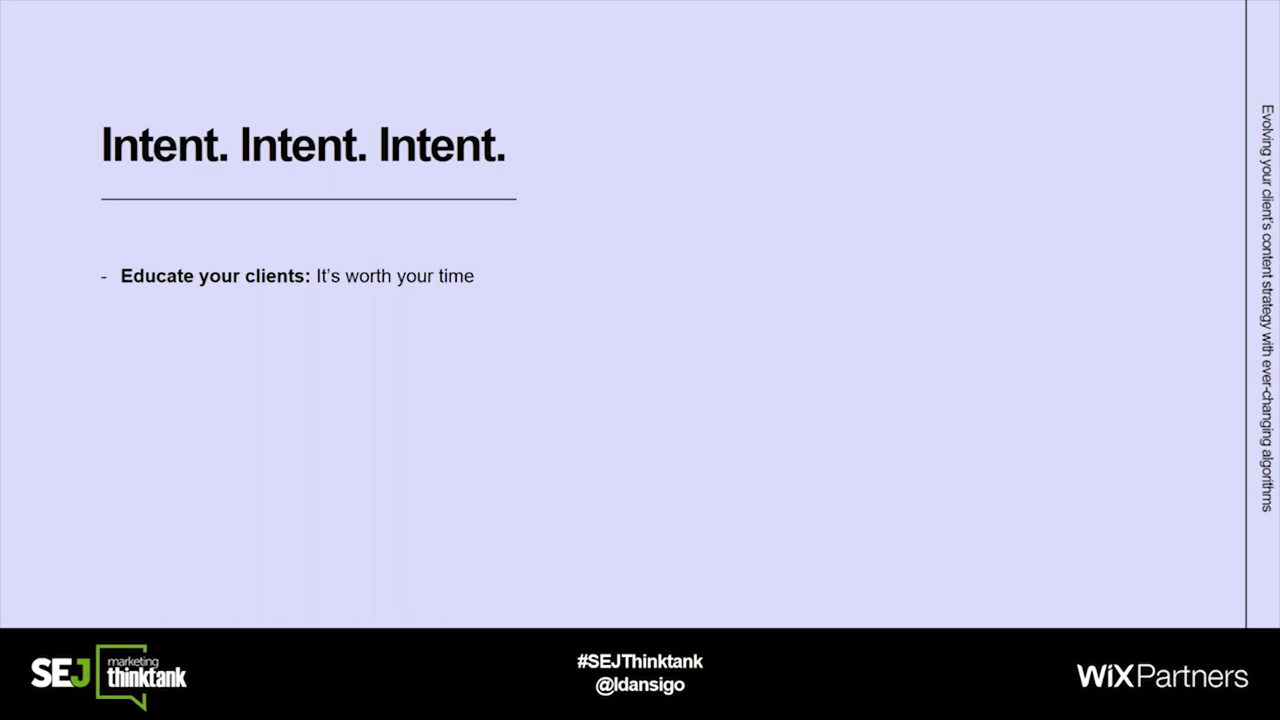 Intent. Intent. Intent.
- Educate your clients: It's worth your time
Evolving your client's content strategy with ever-changing algorithms
SEJ marketing thinktank
#SEJThinktank
@Idansigo
WiX Partners